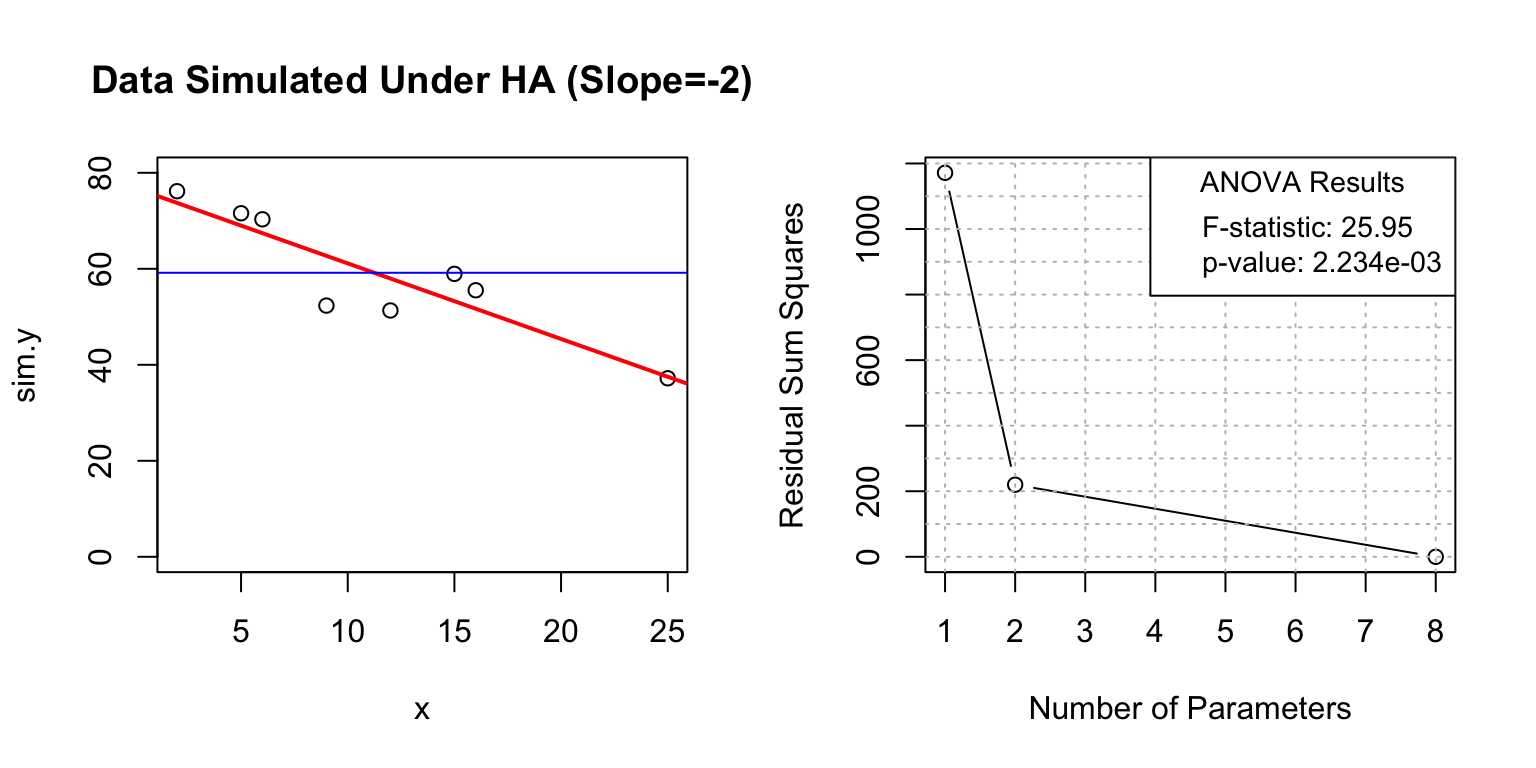 Data Simulated Under HA (Slope=-2)
sim.y
80
60
40
20
0
5 10 15 20 25
x
Residual Sum Squares
1000
600
200
0
1 2 3 4 5 6 7 8
Number of Parameters
ANOVA Results
F-statistic: 25.95
p-value: 2.234e-03